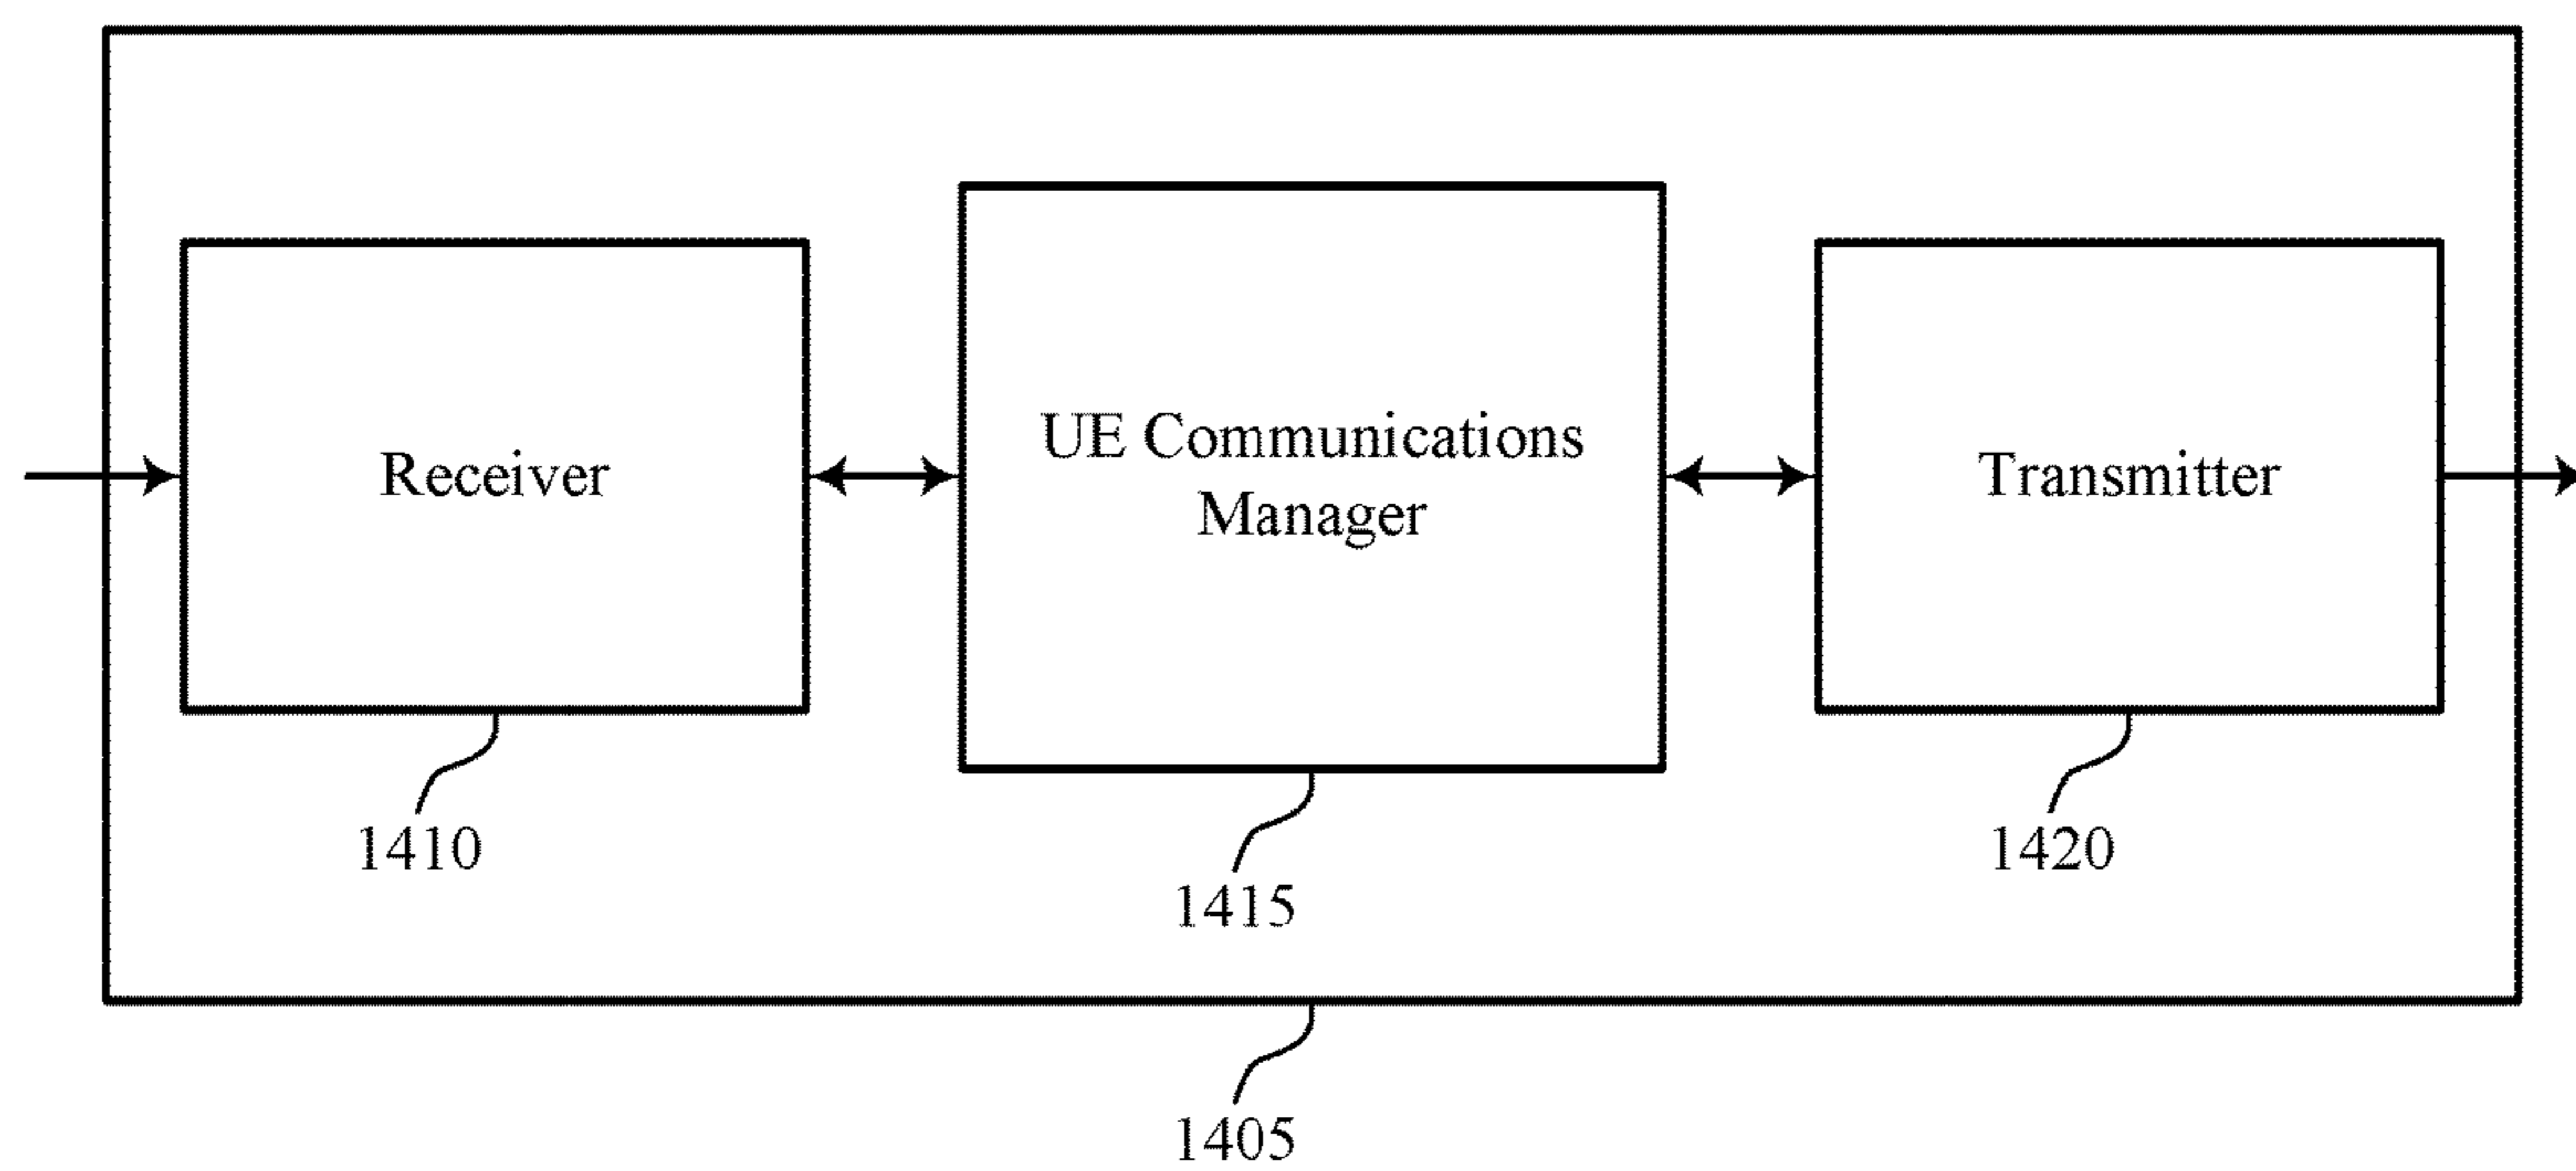 Receiver
UE Communications
Manager
Transmitter
1410
1415
1420
1405